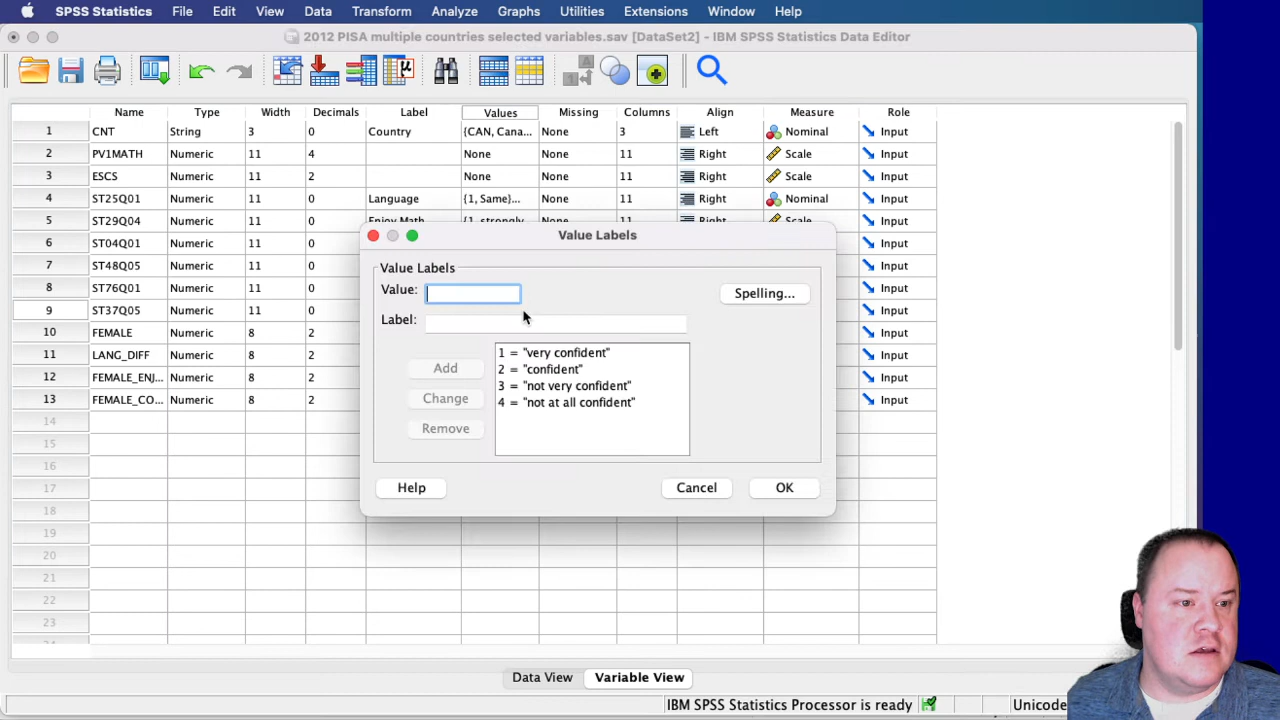 SPSS Statistics File Edit View Data Transform Analyze Graphs Utilities Extensions Window Help
2012 PISA multiple countries selected variables.sav [DataSet2] – IBM SPSS Statistics Data Editor
Name Type Width Decimals Label Values Missing Columns Align Measure Role
1 CNT String 3 0 Country {CAN, Cana... None 3 Left Nominal Input
2 PV1MATH Numeric 11 4 None None 11 Right Scale Input
3 ESCS Numeric 11 2 None None 11 Right Scale Input
4 ST25Q01 Numeric 11 0 Language {1, Same}... None 11 Right Nominal Input
5 ST29Q04 Numeric 11 0 Enjoy Math {1, strongly... None 11 Right Scale Input
6 ST04Q01 Numeric 11 0 Input
7 ST48Q05 Numeric 11 0 Input
8 ST76Q01 Numeric 11 0 Input
9 ST37Q05 Numeric 11 0 Input
10 FEMALE Numeric 8 2 Input
11 LANG_DIFF Numeric 8 2 Input
12 FEMALE_ENJ... Numeric 8 2 Input
13 FEMALE_CO... Numeric 8 2 Input
14
15
16
17
18
19
20
21
22
23
Value Labels
Value Labels
Value:
Spelling...
Label:
Add
Change
Remove
1 = "very confident"
2 = "confident"
3 = "not very confident"
4 = "not at all confident"
Help Cancel OK
Data View Variable View
IBM SPSS Statistics Processor is ready Unicode